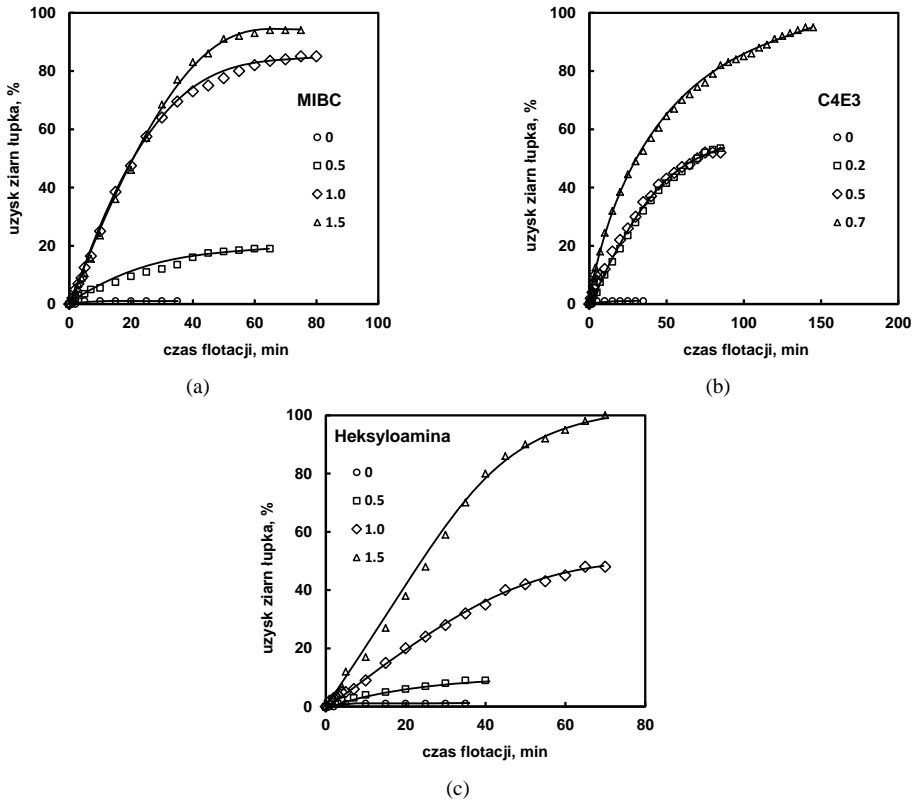 100
80
60
40
20
0
uzysk ziarn łupka, %
MIBC
0
0.5
1.0
1.5
0 20 40 60 80 100
czas flotacji, min
(a)
100
80
60
40
20
0
uzysk ziarn łupka, %
C4E3
0
0.2
0.5
0.7
0 50 100 150 200
czas flotacji, min
(b)
100
80
60
40
20
0
uzysk ziarn łupka, %
Heksyloamina
0
0.5
1.0
1.5
0 20 40 60 80
czas flotacji, min
(c)